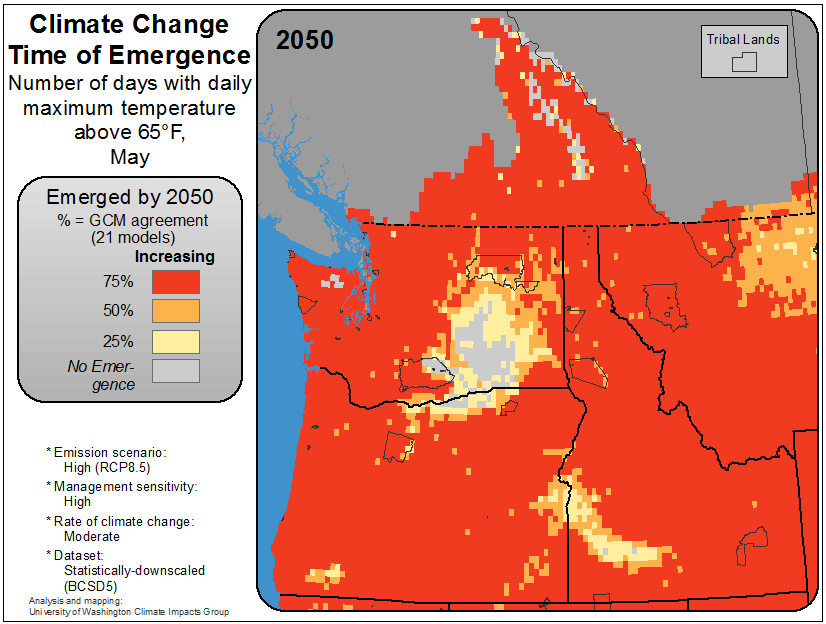 Climate Change
Time of Emergence
Number of days with daily
maximum temperature
above 65°F,
May
Emerged by 2050
% = GCM agreement
(21 models)
Increasing
75%
50%
25%
No Emer-
gence
* Emission scenario:
High (RCP8.5)
* Management sensitivity:
High
* Rate of climate change:
Moderate
* Dataset:
Statistically-downscaled
(BCSD5)
Analysis and mapping:
University of Washington Climate Impacts Group
2050
Tribal Lands